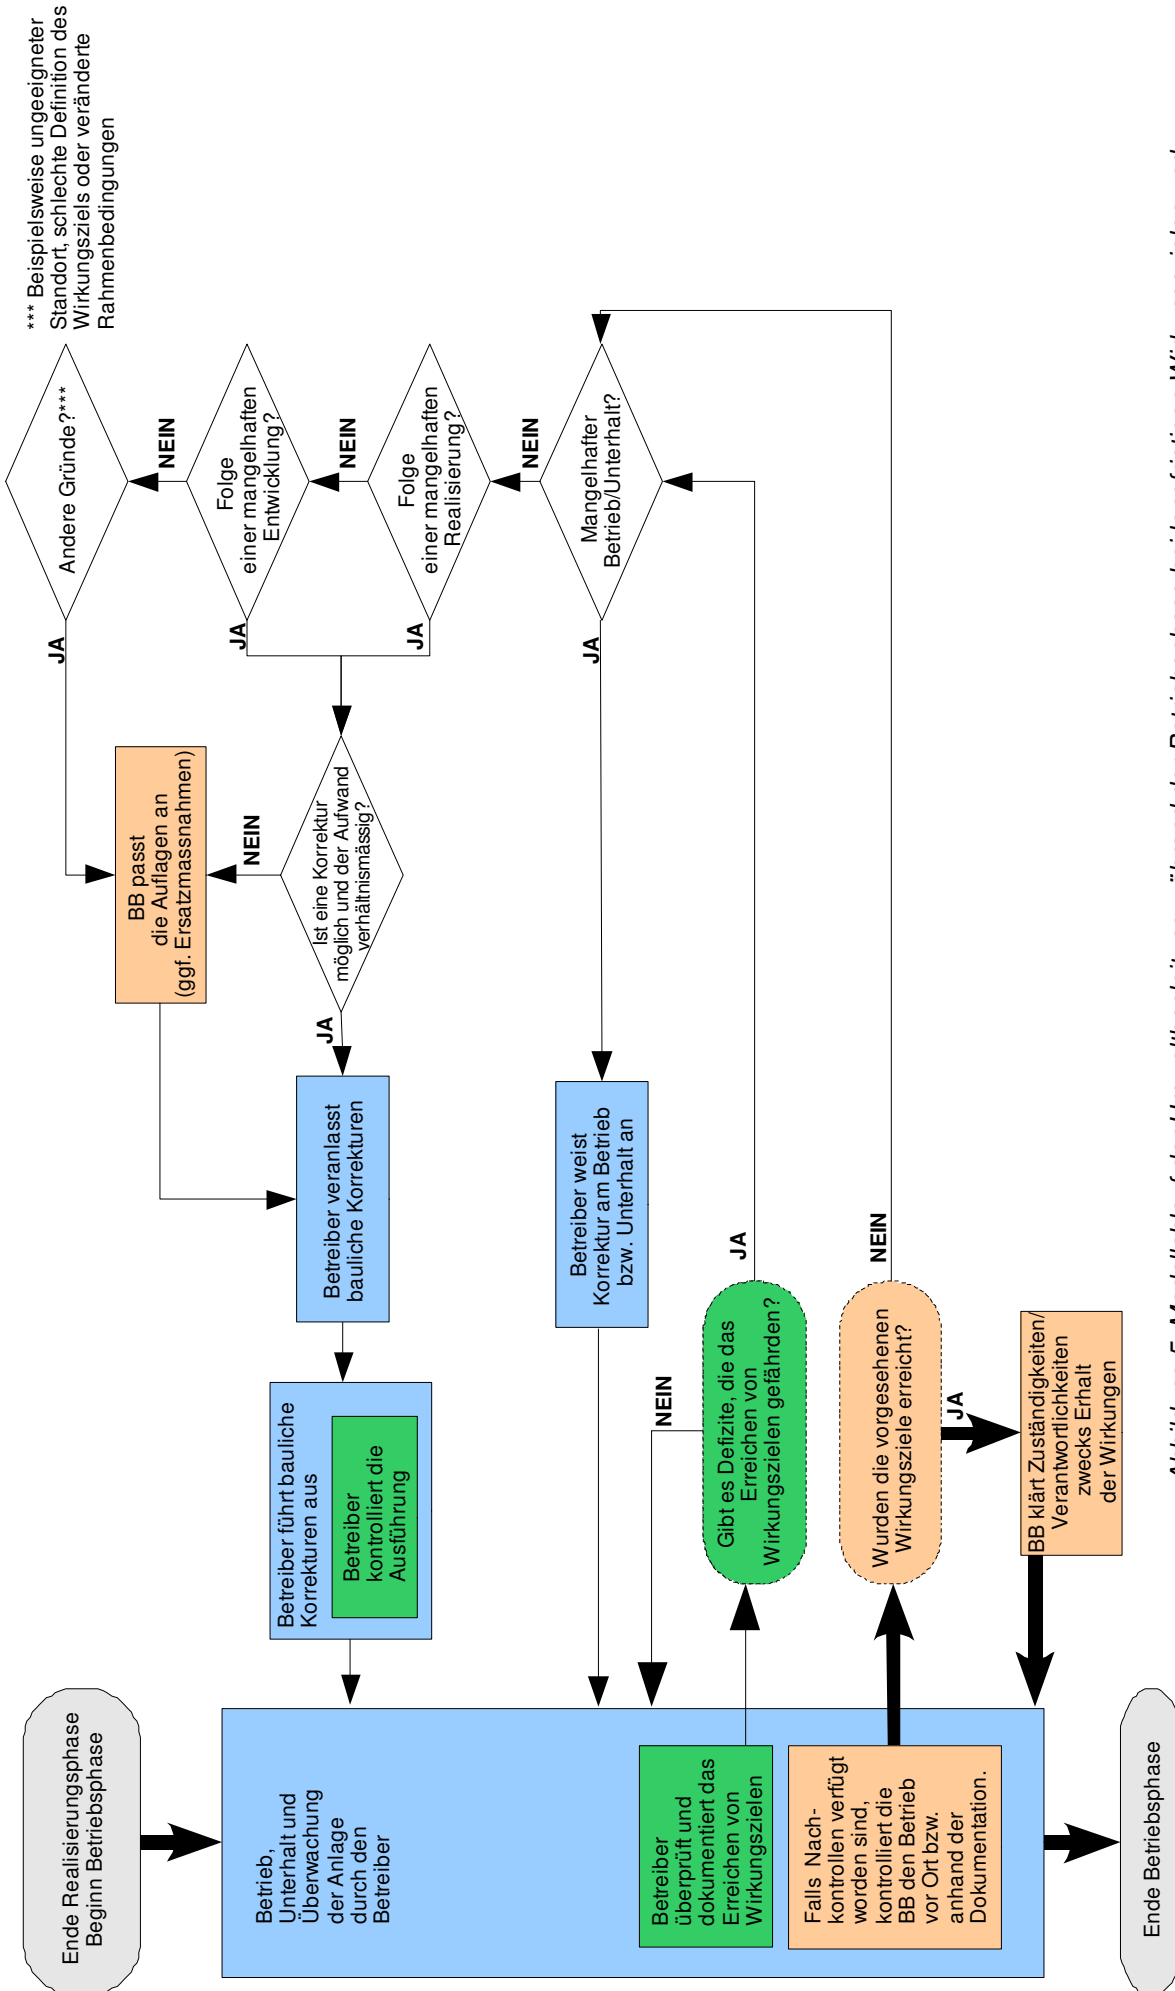 Ende Realisierungsphase
Beginn Betriebsphase
Betrieb,
Unterhalt und
Überwachung
der Anlage
durch den
Betreiber
Betreiber
überprüft und
dokumentiert das
Erreichen von
Wirkungszielen
Falls Nach-
kontrollen verfügt
worden sind,
kontrolliert die
BB den Betrieb
vor Ort bzw.
anhand der
Dokumentation.
Ende Betriebsphase
Betreiber führt bauliche
Korrekturen aus
Betreiber
kontrolliert die
Ausführung
Betreiber veranlasst
bauliche Korrekturen
Betreiber weist
Korrektur am Betrieb
bzw. Unterhalt an
NEIN
Gibt es Defizite, die das
Erreichen von
Wirkungszielen gefährden?
JA
Wurden die vorgesehenen
Wirkungsziele erreicht?
NEIN
JA
BB klärt Zuständigkeiten/
Verantwortlichkeiten
zwecks Erhalt
der Wirkungen
BB passt
die Auflagen an
(ggf. Ersatzmassnahmen)
NEIN
Ist eine Korrektur
möglich und der Aufwand
verhältnismässig?
JA
JA
Andere Gründe?***
NEIN
JA
Folge
einer mangelhaften
Entwicklung?
NEIN
JA
Folge
einer mangelhaften
Realisierung?
NEIN
JA
Mangelhafter
Betrieb/Unterhalt?
*** Beispielsweise ungeeigneter
Standort, schlechte Definition des
Wirkungsziels oder veränderte
Rahmenbedingungen